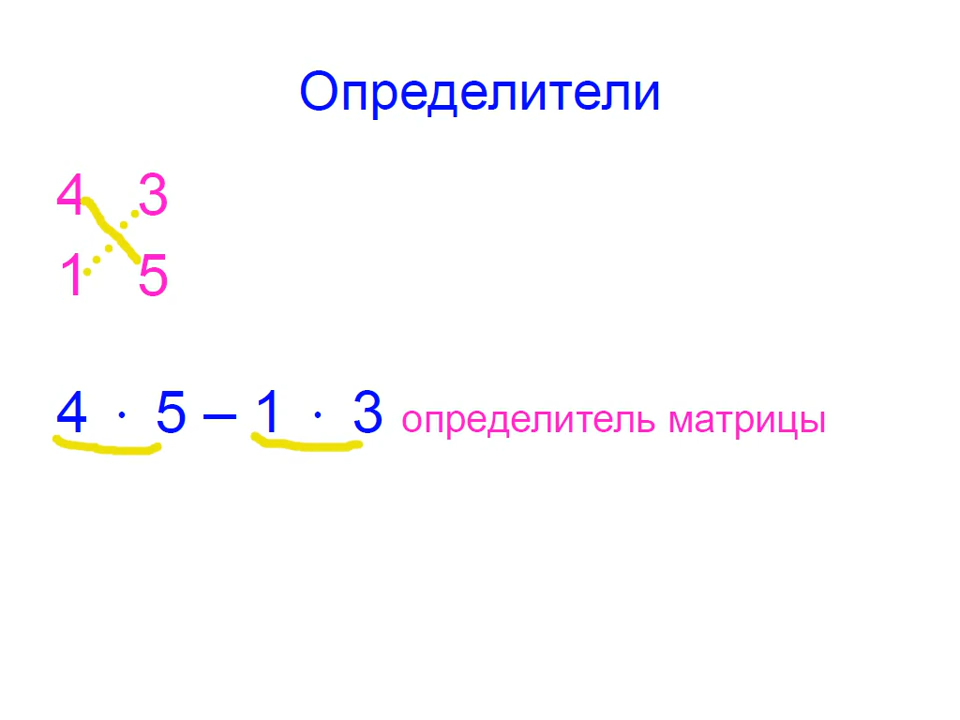 Определители
4 3
1 5
4 · 5 – 1 · 3 определитель матрицы